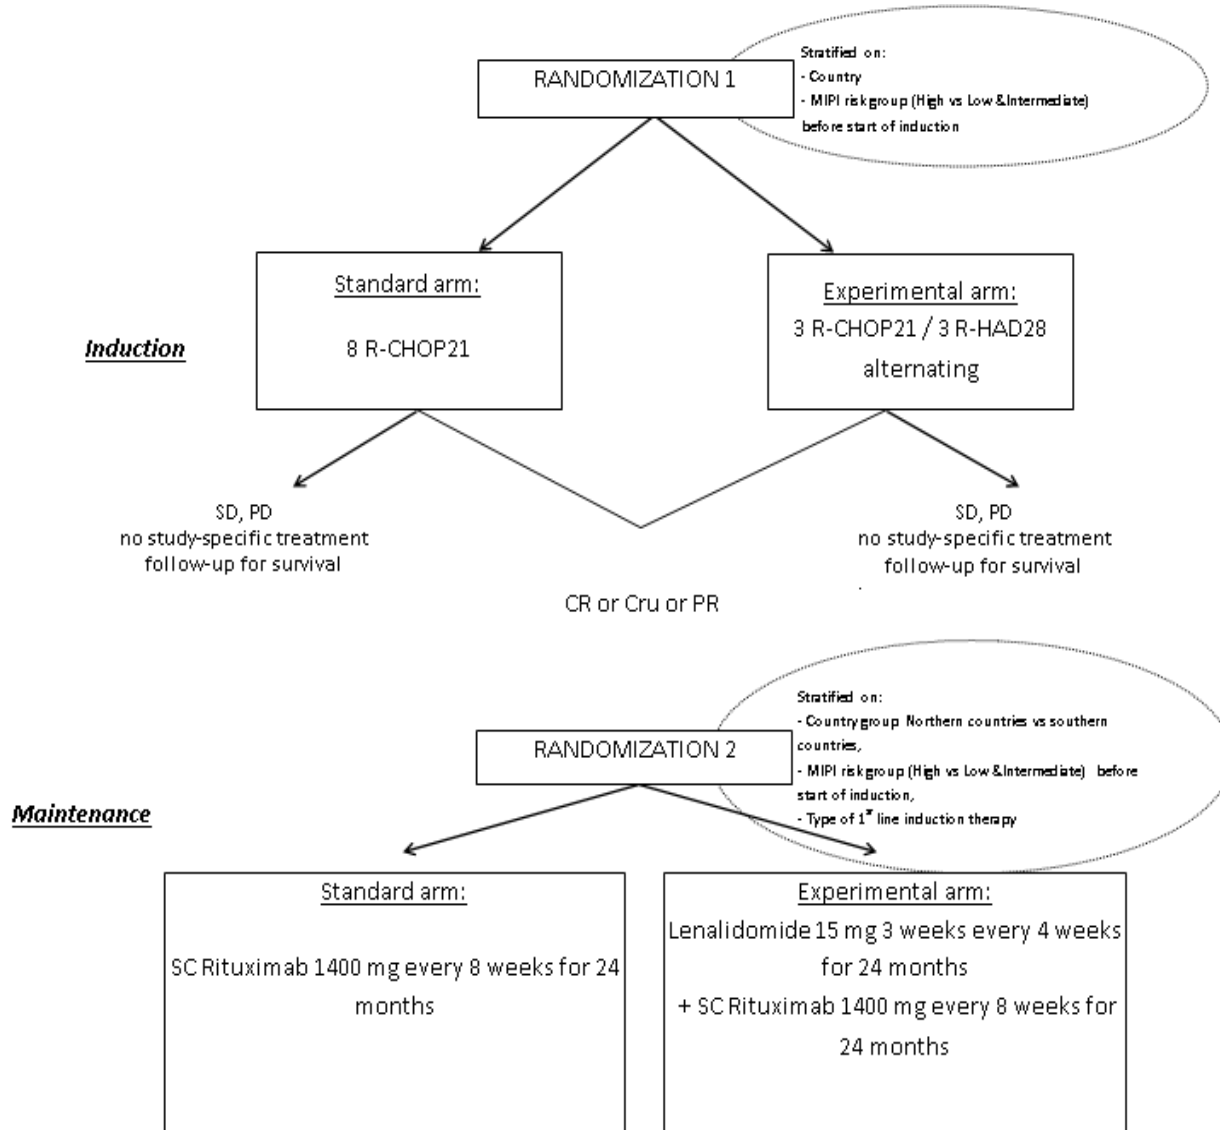 RANDOMIZATION 1
Stratified on:
- Country
- MIPI risk group (High vs Low & Intermediate)
before start of induction
Induction
Standard arm:
8 R-CHOP21
Experimental arm:
3 R-CHOP21 / 3 R-HAD28
alternating
SD, PD
no study-specific treatment
follow-up for survival
SD, PD
no study-specific treatment
follow-up for survival
.
CR or Cru or PR
Maintenance
RANDOMIZATION 2
Stratified on:
- Country group Northern countries vs southern
countries,
- MIPI risk group (High vs Low & Intermediate) before
start of induction,
- Type of 1st line induction therapy
Standard arm:
SC Rituximab 1400 mg every 8 weeks for 24
months
Experimental arm:
Lenalidomide 15 mg 3 weeks every 4 weeks
for 24 months
+ SC Rituximab 1400 mg every 8 weeks for
24 months